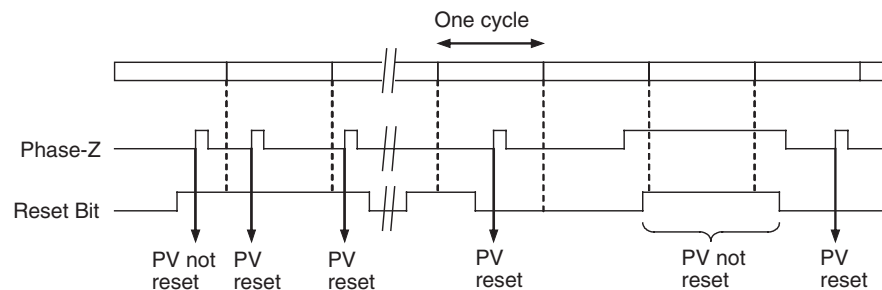 One cycle
Phase-Z
Reset Bit
PV not
reset
PV
reset
PV
reset
PV
reset
PV not
reset
PV
reset